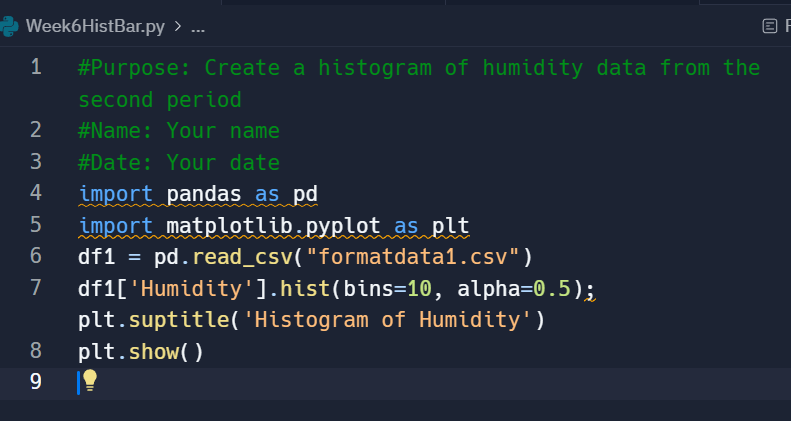 Week6HistBar.py > ...
1 #Purpose: Create a histogram of humidity data from the
second period
2 #Name: Your name
3 #Date: Your date
4 import pandas as pd
5 import matplotlib.pyplot as plt
6 df1 = pd.read_csv("formatdata1.csv")
7 df1['Humidity'].hist(bins=10, alpha=0.5);
plt.suptitle('Histogram of Humidity')
8 plt.show()
9